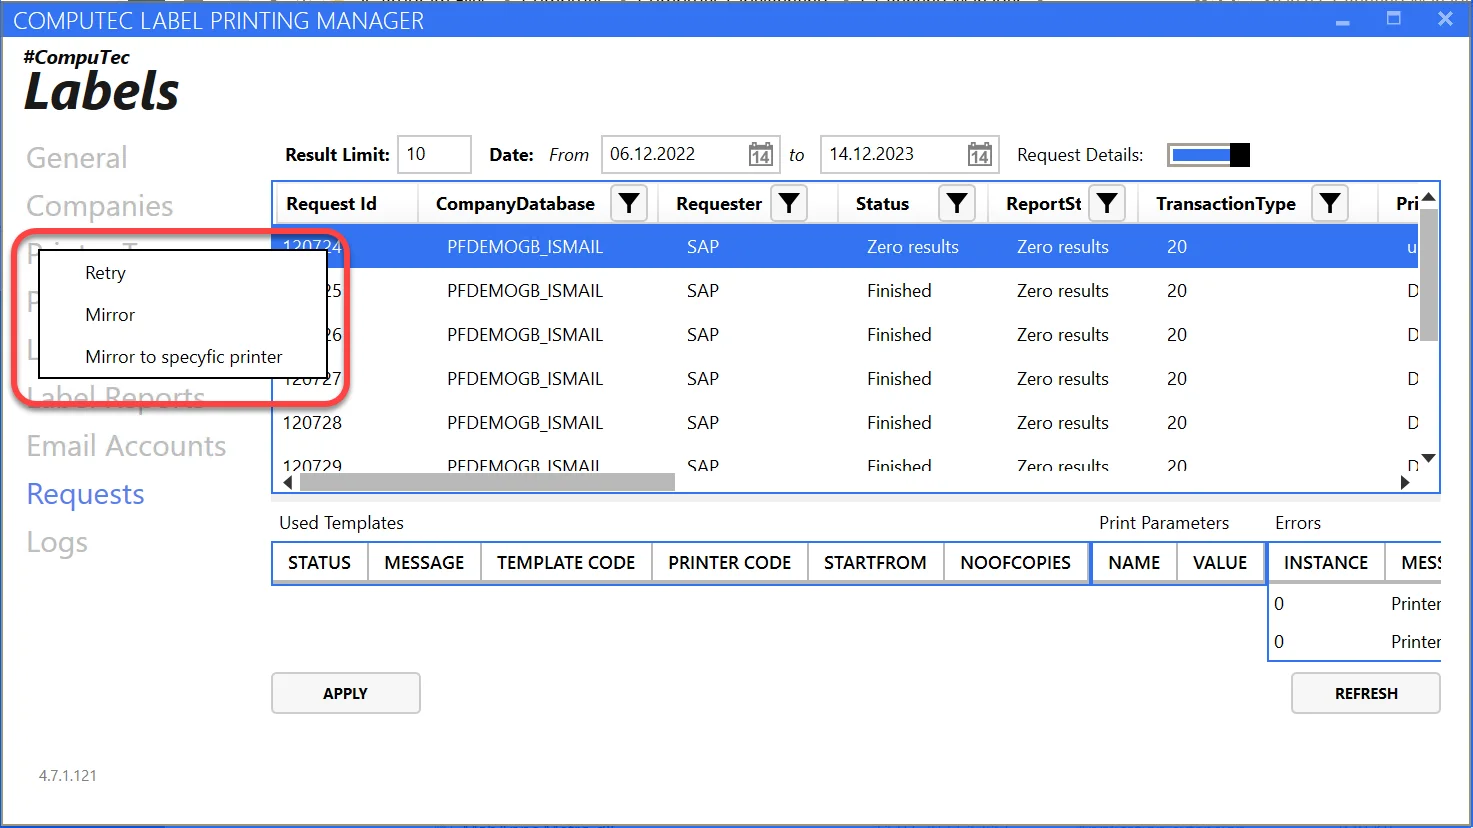 COMPUTEC LABEL PRINTING MANAGER
#CompuTec
Labels
General
Companies
Label Reports
Email Accounts
Requests
Logs
4.7.1.121
Retry
Mirror
Mirror to specyfic printer
Result Limit: 10 Date: From 06.12.2022 14 to 14.12.2023 14 Request Details:
Request Id CompanyDatabase Requester Status ReportSt TransactionType Pri
120724 PFDEMOGB_ISMAIL SAP Zero results Zero results 20 u
25 PFDEMOGB_ISMAIL SAP Finished Zero results 20 D
26 PFDEMOGB_ISMAIL SAP Finished Zero results 20 D
120727 PFDEMOGB_ISMAIL SAP Finished Zero results 20 D
120728 PFDEMOGB_ISMAIL SAP Finished Zero results 20 D
120729 PFDEMOGB_ISMAIL SAP Finished Zero results 20 D
Used Templates Print Parameters Errors
STATUS MESSAGE TEMPLATE CODE PRINTER CODE STARTFROM NOOFCOPIES NAME VALUE INSTANCE MESS
0 Printer
0 Printer
APPLY REFRESH